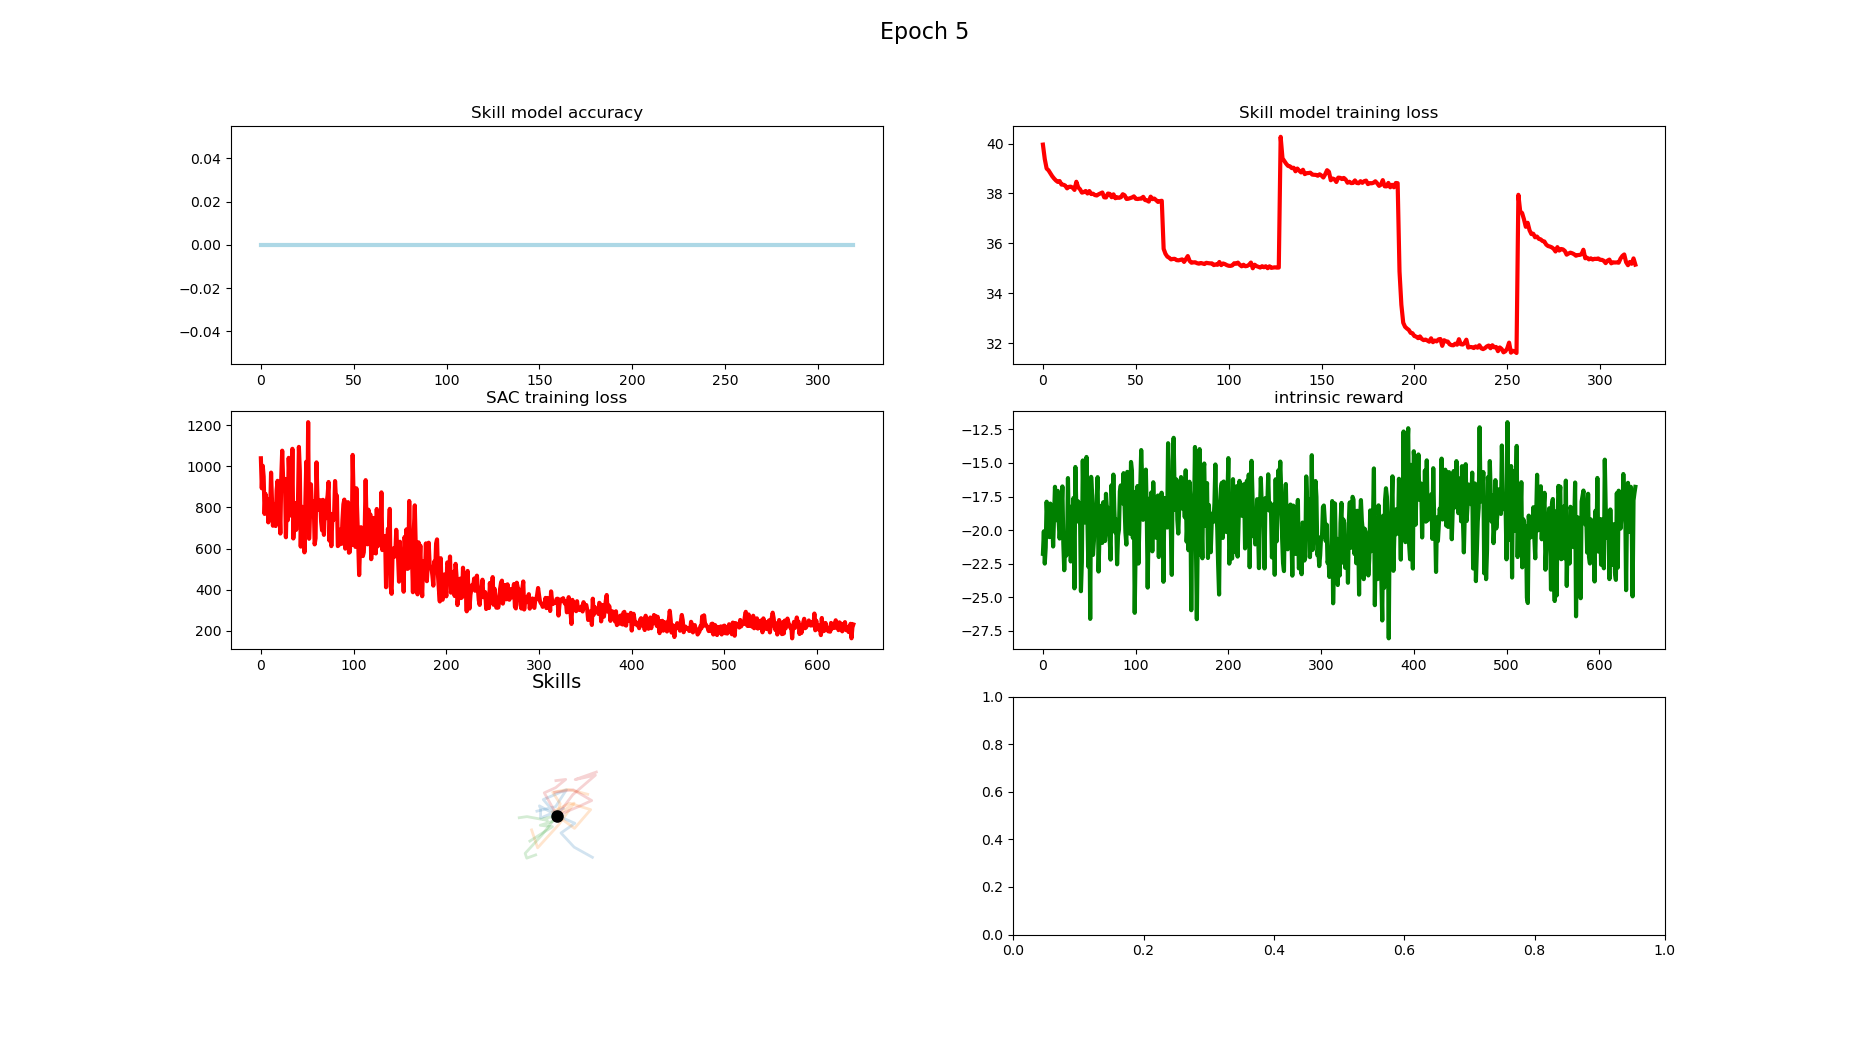 Epoch 5
Skill model accuracy
0.04
0.02
0.00
−0.02
−0.04
0 50 100 150 200 250 300
Skill model training loss
40
38
36
34
32
0 50 100 150 200 250 300
SAC training loss
1200
1000
800
600
400
200
0 100 200 300 400 500 600
intrinsic reward
−12.5
−15.0
−17.5
−20.0
−22.5
−25.0
−27.5
0 100 200 300 400 500 600
Skills
1.0
0.8
0.6
0.4
0.2
0.0
0.0 0.2 0.4 0.6 0.8 1.0